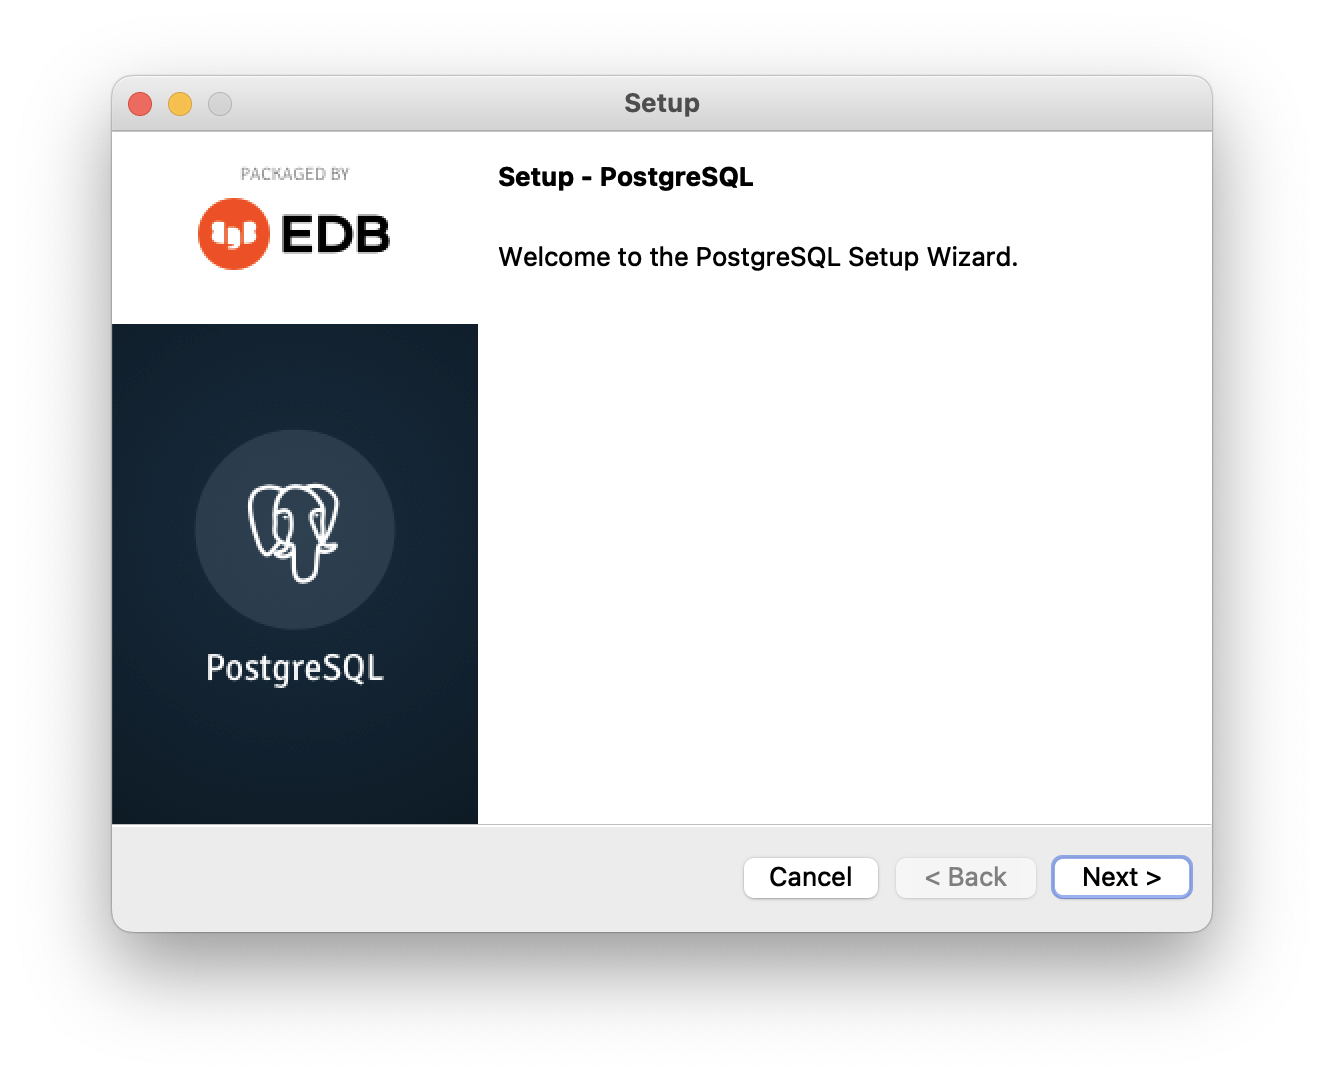 Setup
PACKAGED BY
EDB
PostgreSQL
Setup - PostgreSQL
Welcome to the PostgreSQL Setup Wizard.
Cancel
< Back
Next >